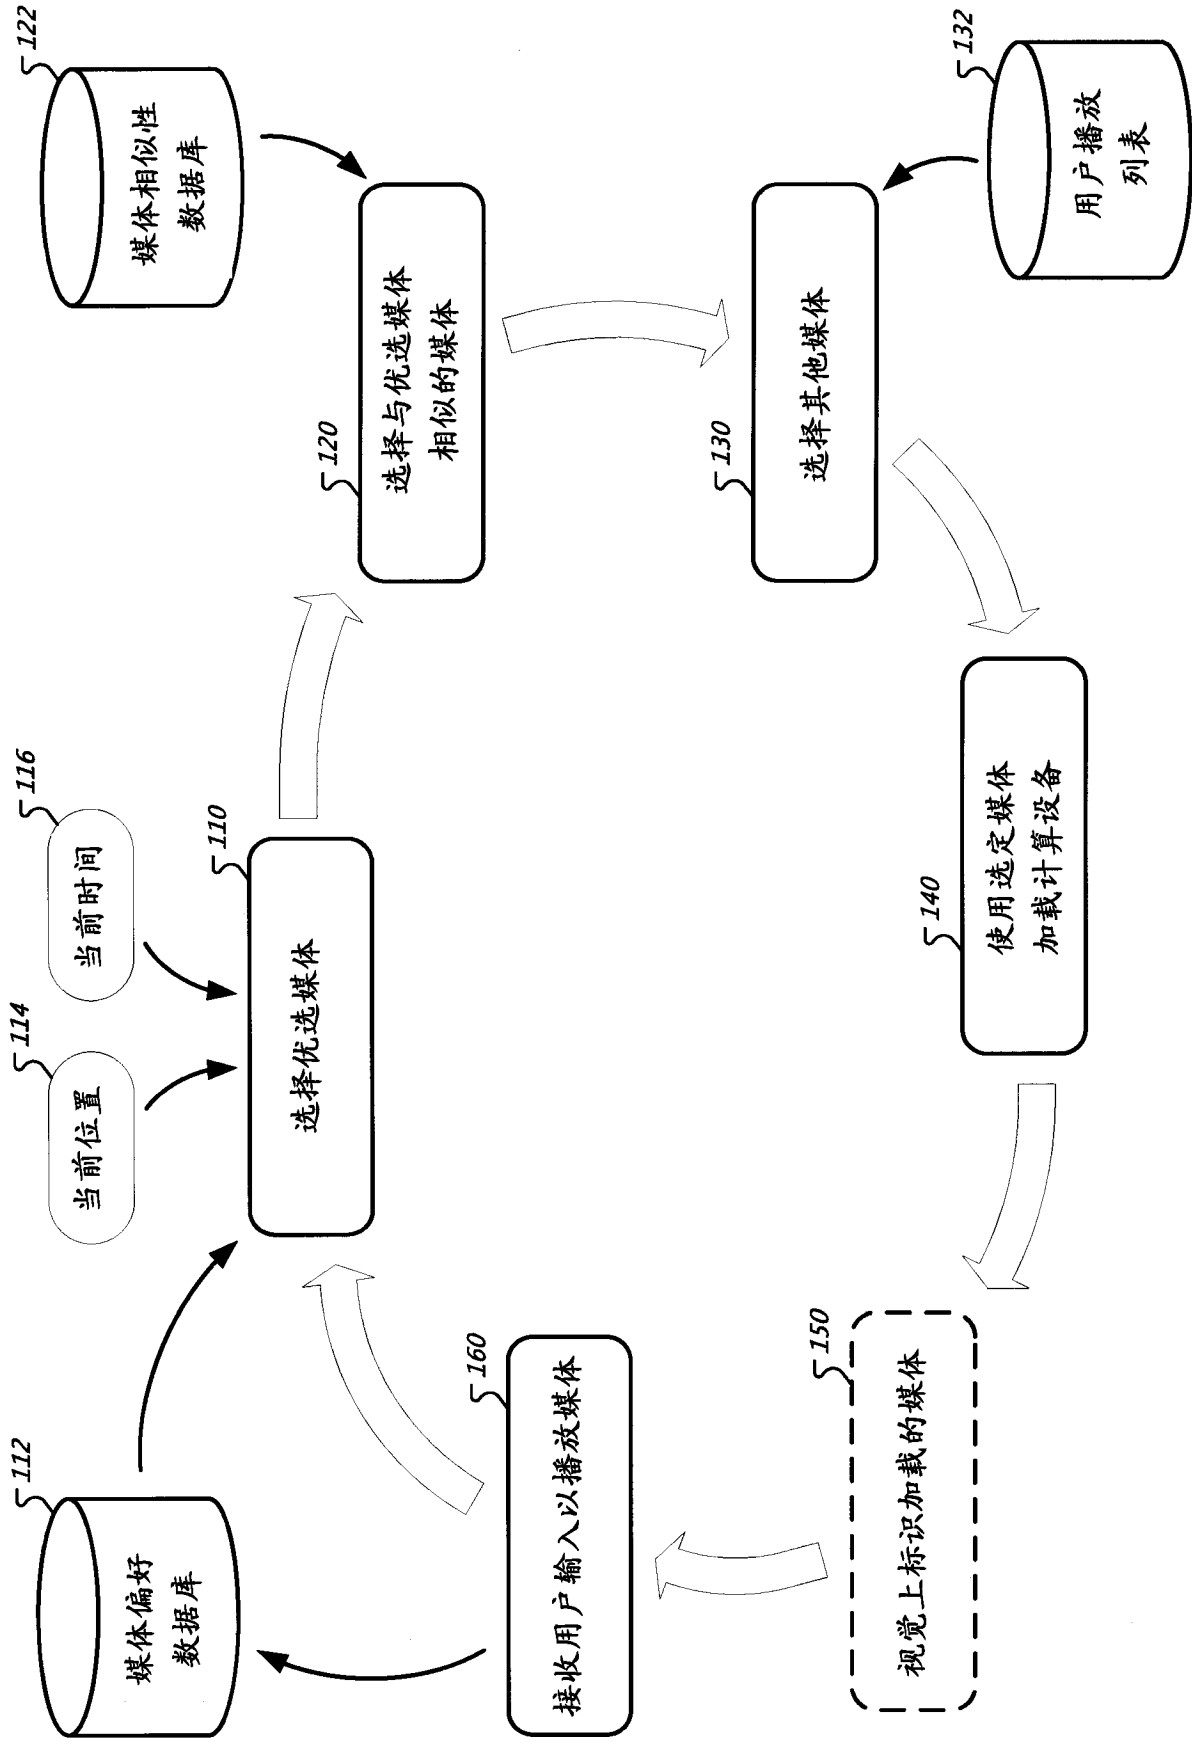 112
媒体偏好
数据库
114
当前位置
116
当前时间
122
媒体相似性
数据库
110
选择优选媒体
120
选择与优选媒体
相似的媒体
160
接收用户输入以播放媒体
130
选择其他媒体
150
视觉上标识加载的媒体
140
使用选定媒体
加载计算设备
132
用户播放
列表